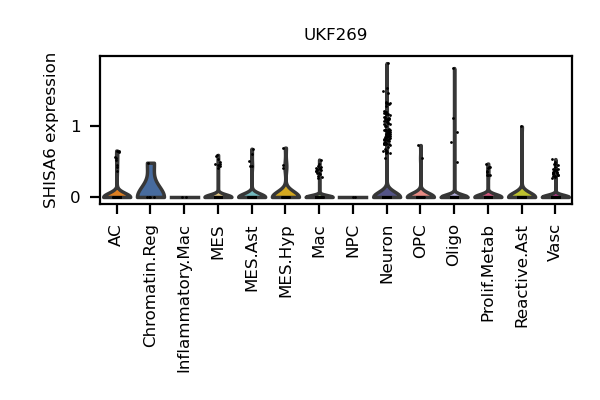 UKF269
SHISA6 expression
1
0
AC
Chromatin.Reg
Inflammatory.Mac
MES
MES.Ast
MES.Hyp
Mac
NPC
Neuron
OPC
Oligo
Prolif.Metab
Reactive.Ast
Vasc